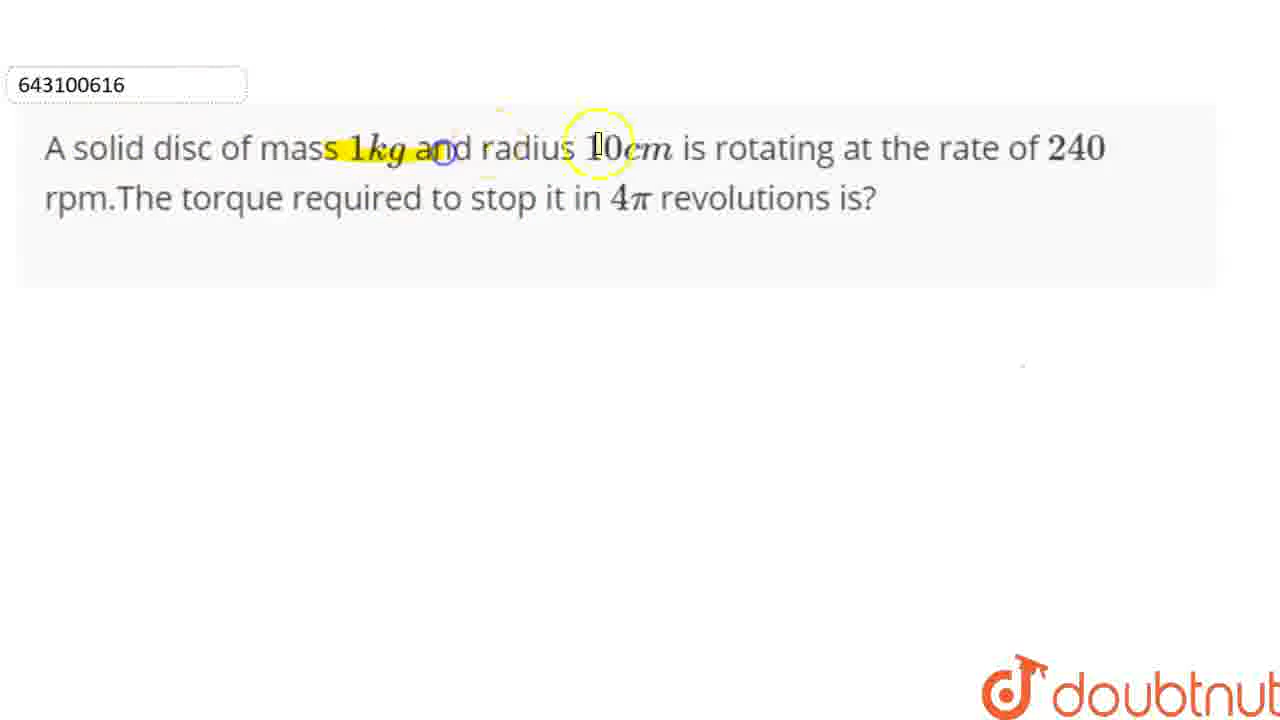 643100616
A solid disc of mass 1kg and radius 10cm is rotating at the rate of 240
rpm.The torque required to stop it in 4π revolutions is?
doubtnut